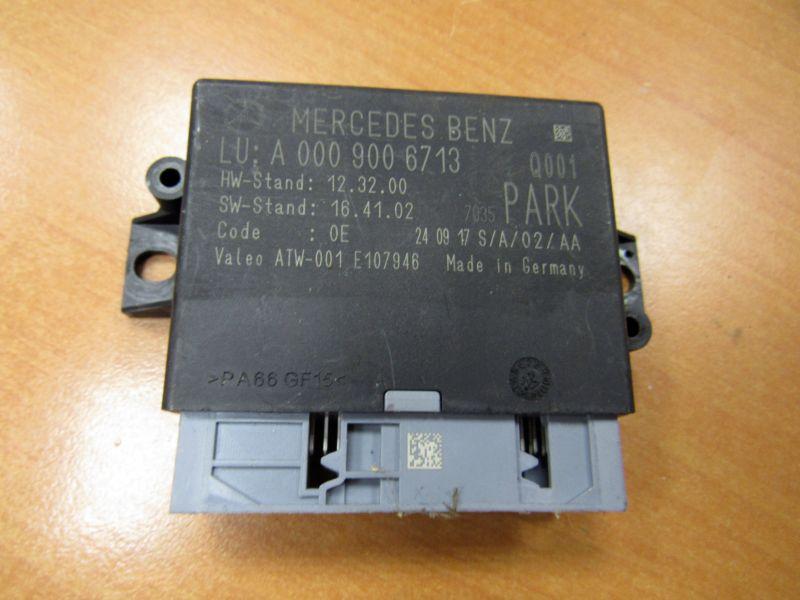 MERCEDES BENZ
LU: A 000 900 6713 Q001
HW-Stand: 12.32.00
SW-Stand: 16.41.02 7035 PARK
Code : 0E 24 09 17 S/A/02/AA
Valeo ATW-001 E107946 Made in Germany
>PA66 GF15<